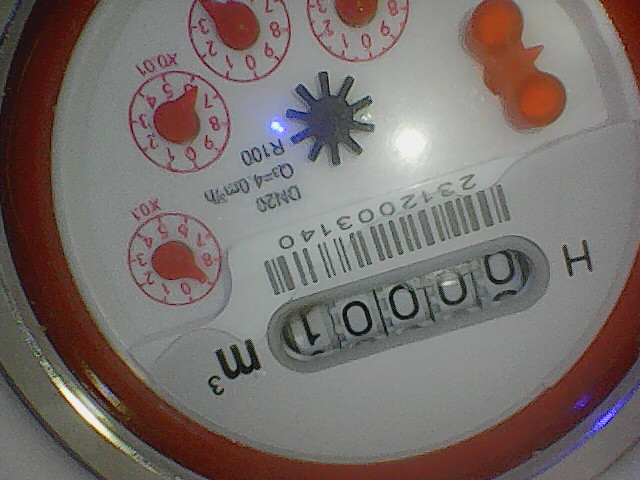 H 00001 m³
2312003140
DN20
Q₃=4.0m³/h
R100
X0.1
X0.01